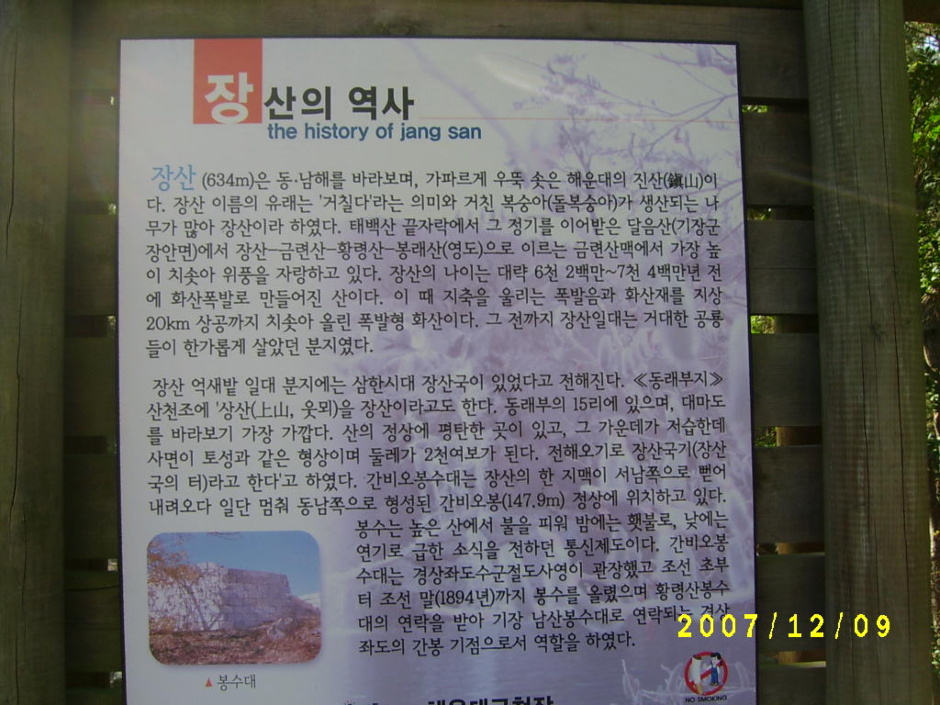 장산의 역사
the history of jang san
장산 (634m)은 동·남해를 바라보며, 가파르게 우뚝 솟은 해운대의 진산(鎭山)이
다. 장산 이름의 유래는 '거칠다'라는 의미와 거친 복숭아(돌복숭아)가 생산되는 나
무가 많아 장산이라 하였다. 태백산 끝자락에서 그 정기를 이어받은 달음산(기장군
장안면)에서 장산-금련산-황령산-봉래산(영도)으로 이르는 금련산맥에서 가장 높
이 치솟아 위풍을 자랑하고 있다. 장산의 나이는 대략 6천 2백만~7천 4백만년 전
에 화산폭발로 만들어진 산이다. 이 때 지축을 울리는 폭발음과 화산재를 지상
20km 상공까지 치솟아 올린 폭발형 화산이다. 그 전까지 장산일대는 거대한 공룡
들이 한가롭게 살았던 분지였다.
장산 억새밭 일대 분지에는 삼한시대 장산국이 있었다고 전해진다. ≪동래부지≫
산천조에 '상산(上山, 웃뫼)을 장산이라고도 한다. 동래부의 15리에 있으며, 대마도
를 바라보기 가장 가깝다. 산의 정상에 평탄한 곳이 있고, 그 가운데가 저습한데
사면이 토성과 같은 형상이며 둘레가 2천여보가 된다. 전해오기로 장산국기(장산
국의 터)라고 한다'고 하였다. 간비오봉수대는 장산의 한 지맥이 서남쪽으로 뻗어
내려오다 일단 멈춰 동남쪽으로 형성된 간비오봉(147.9m) 정상에 위치하고 있다.
봉수는 높은 산에서 불을 피워 밤에는 횃불로, 낮에는
연기로 급한 소식을 전하던 통신제도이다. 간비오봉
수대는 경상좌도수군절도사영이 관장했고 조선 초부
터 조선 말(1894년)까지 봉수를 올렸으며 황령산봉수
대의 연락을 받아 기장 남산봉수대로 연락되는 경상
좌도의 간봉 기점으로서 역할을 하였다.
▲ 봉수대
2007/12/09
NO SMOKING
해운대구청장